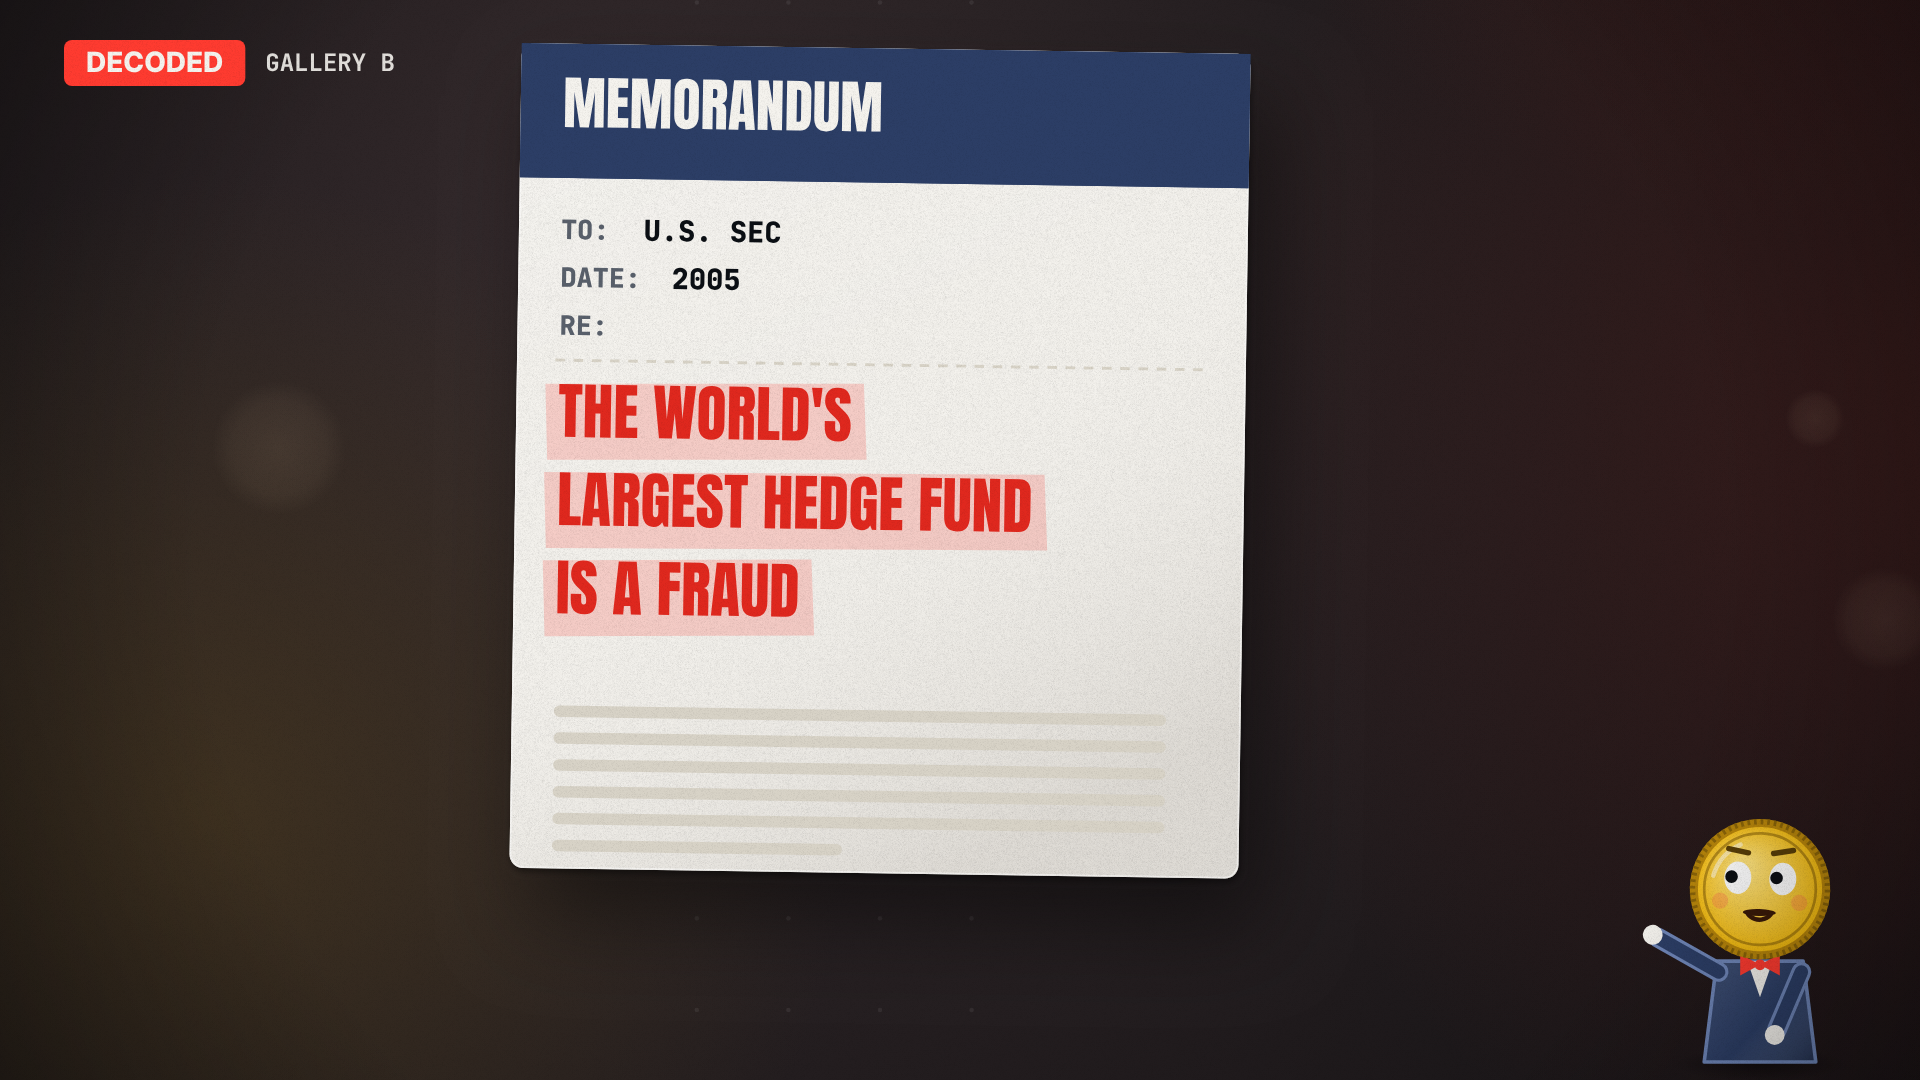 DECODED GALLERY B
MEMORANDUM
TO: U.S. SEC
DATE: 2005
RE:
THE WORLD'S
LARGEST HEDGE FUND
IS A FRAUD